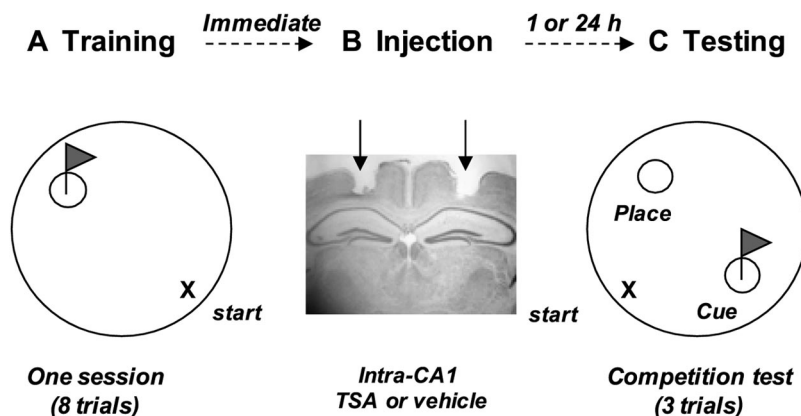 A Training
Immediate
B Injection
1 or 24 h
C Testing
X
start
Place
X
start
Cue
One session
(8 trials)
Intra-CA1
TSA or vehicle
Competition test
(3 trials)